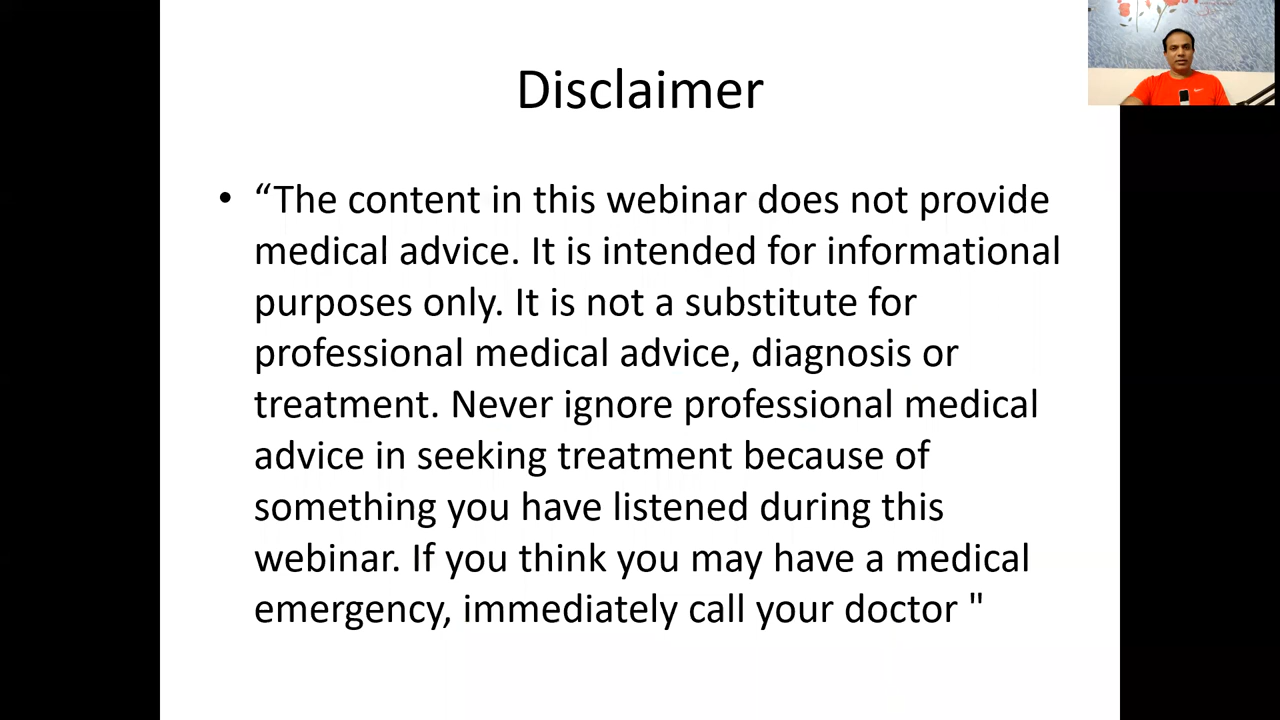 Disclaimer
• “The content in this webinar does not provide
medical advice. It is intended for informational
purposes only. It is not a substitute for
professional medical advice, diagnosis or
treatment. Never ignore professional medical
advice in seeking treatment because of
something you have listened during this
webinar. If you think you may have a medical
emergency, immediately call your doctor "